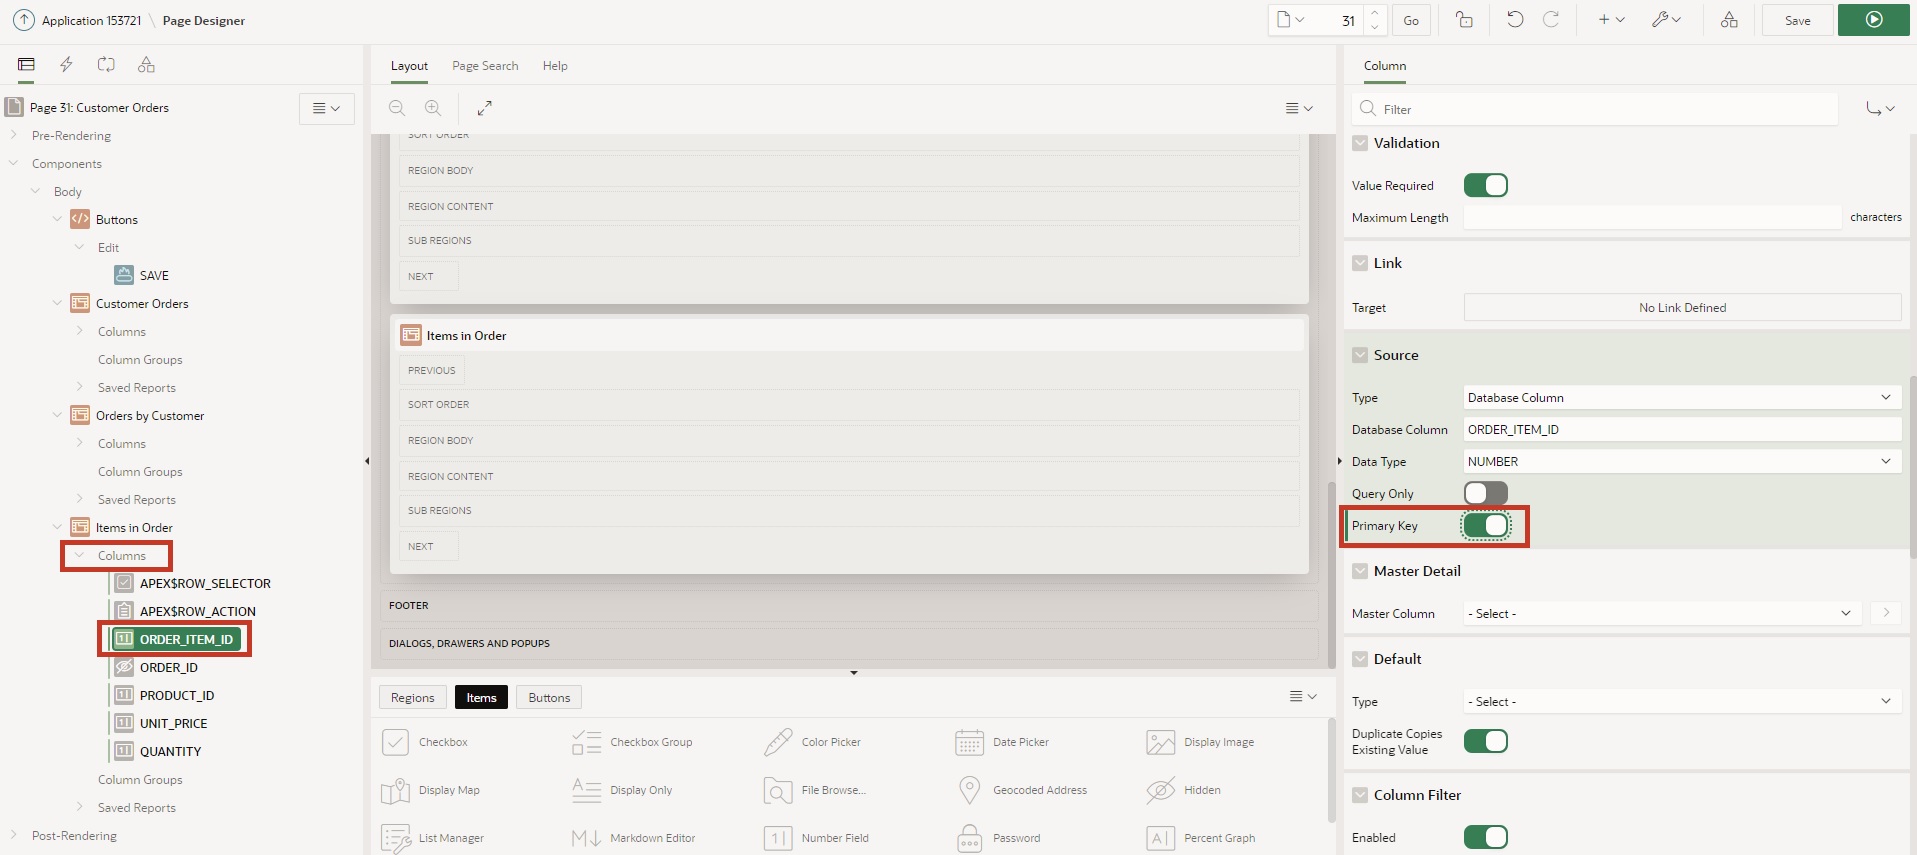 Application 153721 \ Page Designer
31
Go
Save
Page 31: Customer Orders
Pre-Rendering
Components
Body
Buttons
Edit
SAVE
Customer Orders
Columns
Column Groups
Saved Reports
Orders by Customer
Columns
Column Groups
Saved Reports
Items in Order
Columns
APEX$ROW_SELECTOR
APEX$ROW_ACTION
ORDER_ITEM_ID
ORDER_ID
PRODUCT_ID
UNIT_PRICE
QUANTITY
Column Groups
Saved Reports
Post-Rendering
Layout Page Search Help
SORT ORDER
REGION BODY
REGION CONTENT
SUB REGIONS
NEXT
Items in Order
PREVIOUS
SORT ORDER
REGION BODY
REGION CONTENT
SUB REGIONS
NEXT
FOOTER
DIALOGS, DRAWERS AND POPUPS
Regions Items Buttons
Checkbox Checkbox Group Color Picker Date Picker Display Image
Display Map Display Only File Browse... Geocoded Address Hidden
List Manager Markdown Editor Number Field Password Percent Graph
Column
Filter
Validation
Value Required
Maximum Length characters
Link
Target No Link Defined
Source
Type Database Column
Database Column ORDER_ITEM_ID
Data Type NUMBER
Query Only
Primary Key
Master Detail
Master Column - Select -
Default
Type - Select -
Duplicate Copies
Existing Value
Column Filter
Enabled